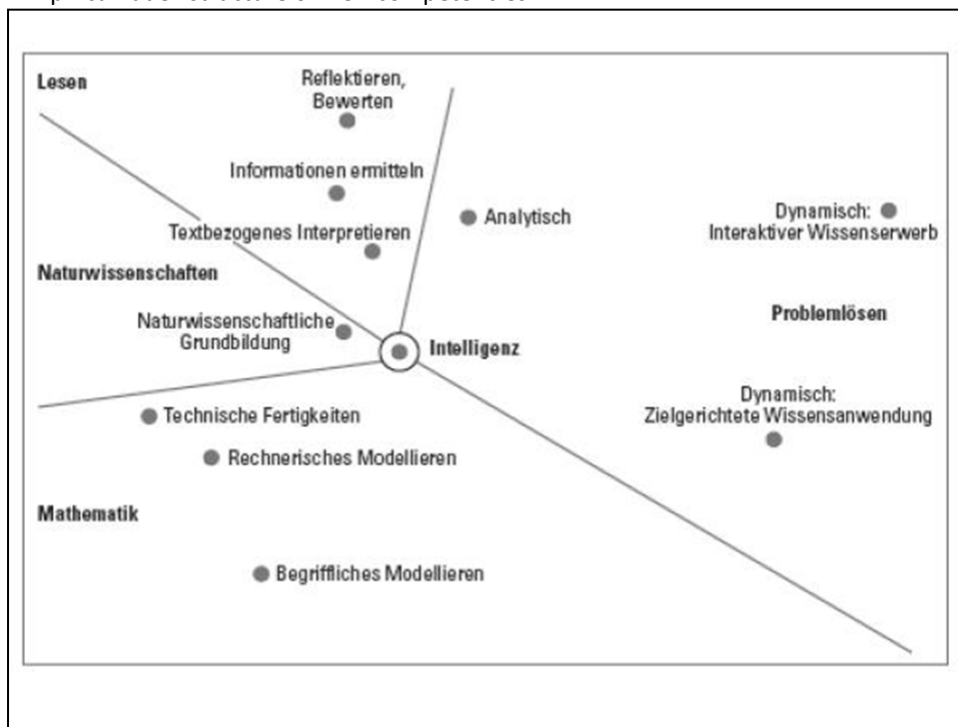 Lesen
Reflektieren,
Bewerten
Informationen ermitteln
Textbezogenes Interpretieren
Analytisch
Dynamisch:
Interaktiver Wissenserwerb
Naturwissenschaften
Problemlösen
Naturwissenschaftliche
Grundbildung
Intelligenz
Dynamisch:
Zielgerichtete Wissensanwendung
Technische Fertigkeiten
Rechnerisches Modellieren
Mathematik
Begriffliches Modellieren